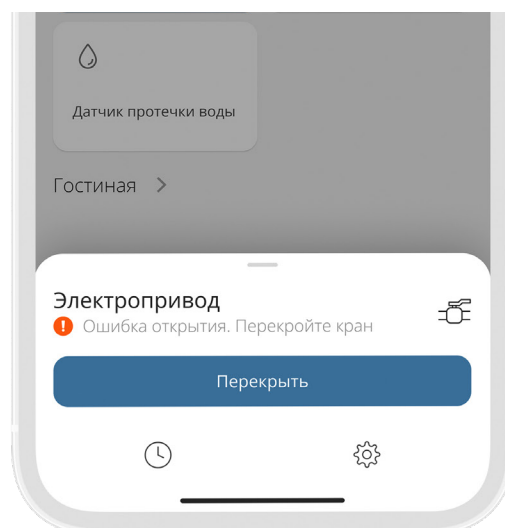 Датчик протечки воды
Гостиная
Электропривод
Ошибка открытия. Перекройте кран
Перекрыть